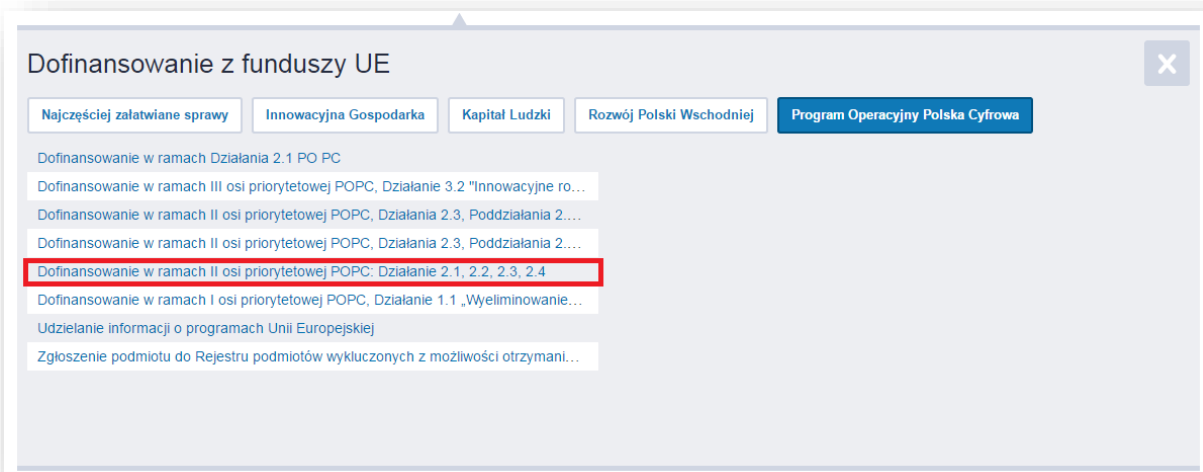 Dofinansowanie z funduszy UE
Najczęściej załatwiane sprawy
Innowacyjna Gospodarka
Kapitał Ludzki
Rozwój Polski Wschodniej
Program Operacyjny Polska Cyfrowa
Dofinansowanie w ramach Działania 2.1 PO PC
Dofinansowanie w ramach III osi priorytetowej POPC, Działanie 3.2 "Innowacyjne ro...
Dofinansowanie w ramach II osi priorytetowej POPC, Działania 2.3, Poddziałania 2....
Dofinansowanie w ramach II osi priorytetowej POPC, Działania 2.3, Poddziałania 2....
Dofinansowanie w ramach II osi priorytetowej POPC: Działanie 2.1, 2.2, 2.3, 2.4
Dofinansowanie w ramach I osi priorytetowej POPC, Działanie 1.1 „Wyeliminowanie...
Udzielanie informacji o programach Unii Europejskiej
Zgłoszenie podmiotu do Rejestru podmiotów wykluczonych z możliwości otrzymani...